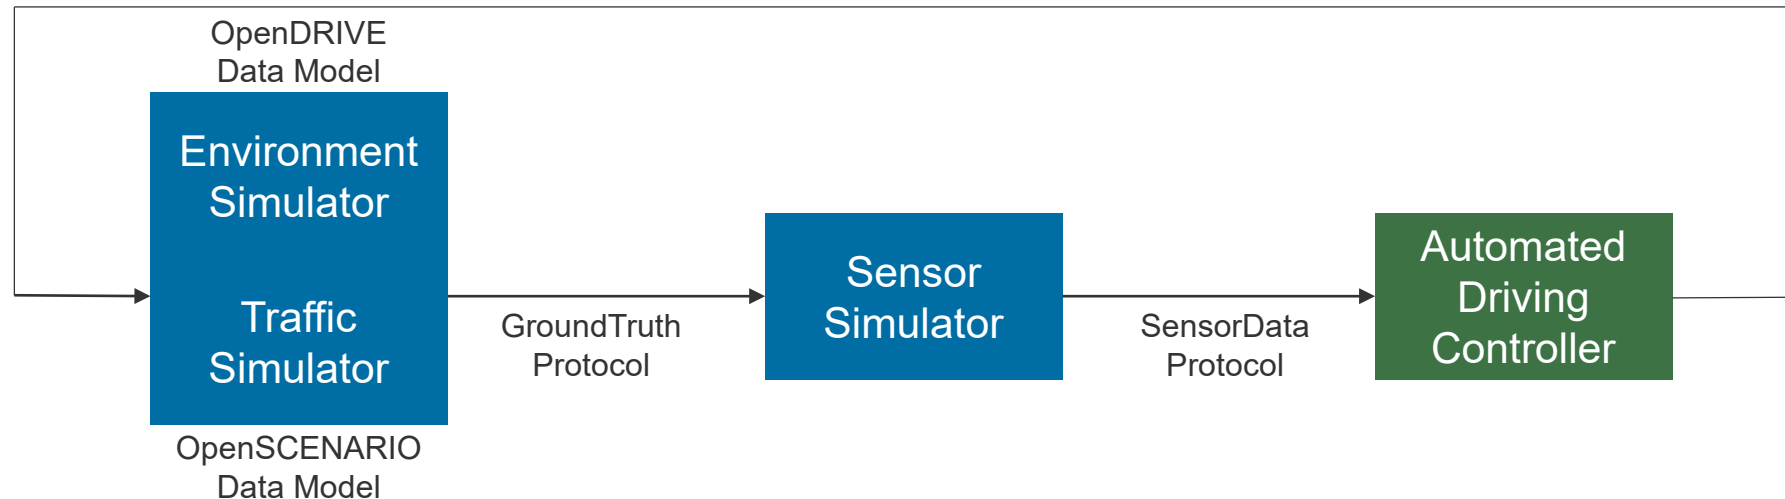 OpenDRIVE
Data Model
Environment
Simulator
Traffic
Simulator
OpenSCENARIO
Data Model
GroundTruth
Protocol
Sensor
Simulator
SensorData
Protocol
Automated
Driving
Controller